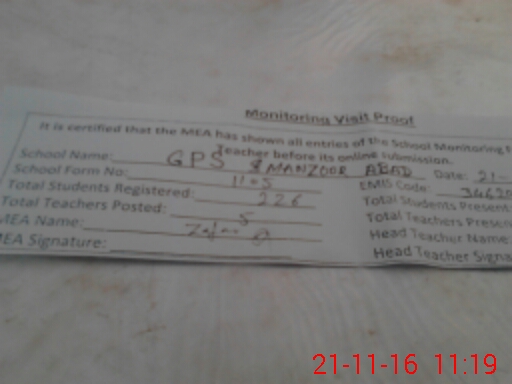 Monitoring Visit Proof
It is certified that the MEA has shown all entries of the School Monitoring
Teacher before its online submission.
School Name: GPS MANZOOR ABAD Date: 21-
School Form No: 1105 EMIS Code: 34620
Total Students Registered: 226 Total Students Present:
Total Teachers Posted: 5 Total Teachers Presen
MEA Name: Head Teacher Name:
MEA Signature: Head Teacher Signa
21-11-16 11:19